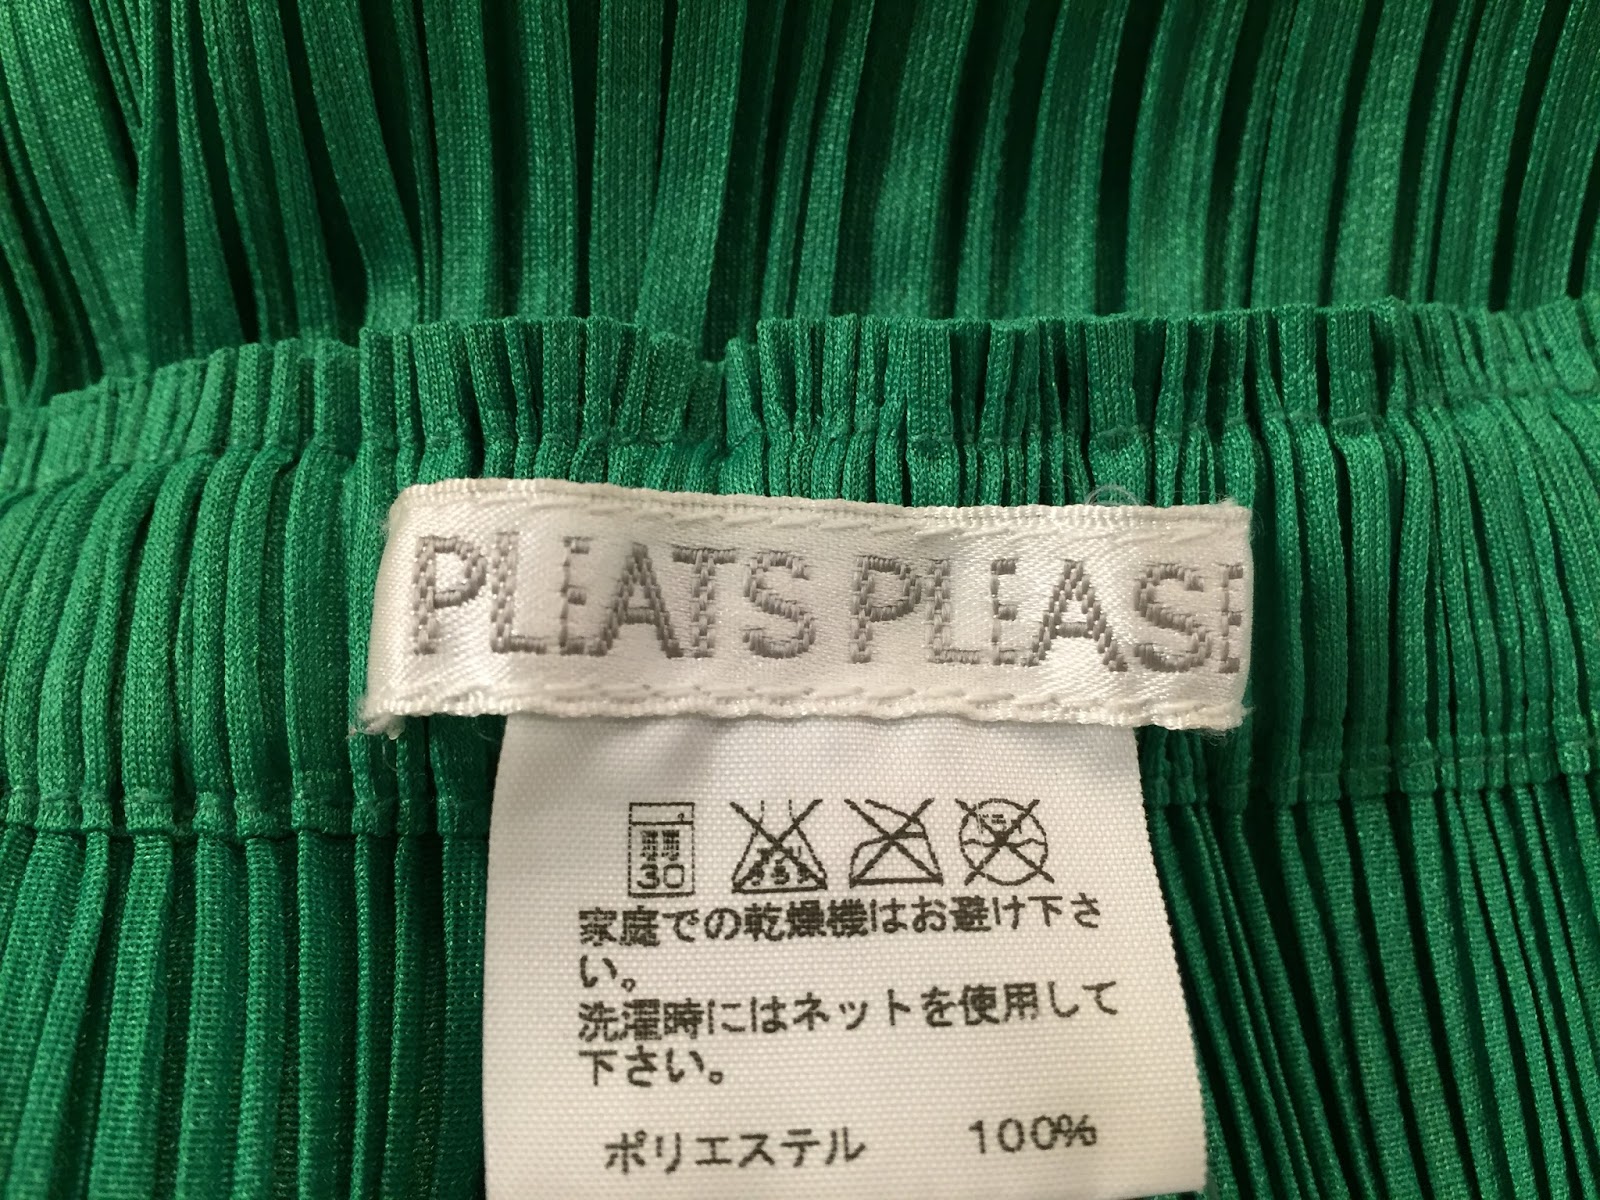 PLEATS PLEASE
弱
30
家庭での乾燥機はお避け下さ
い。
洗濯時にはネットを使用して
下さい。
ポリエステル 100%